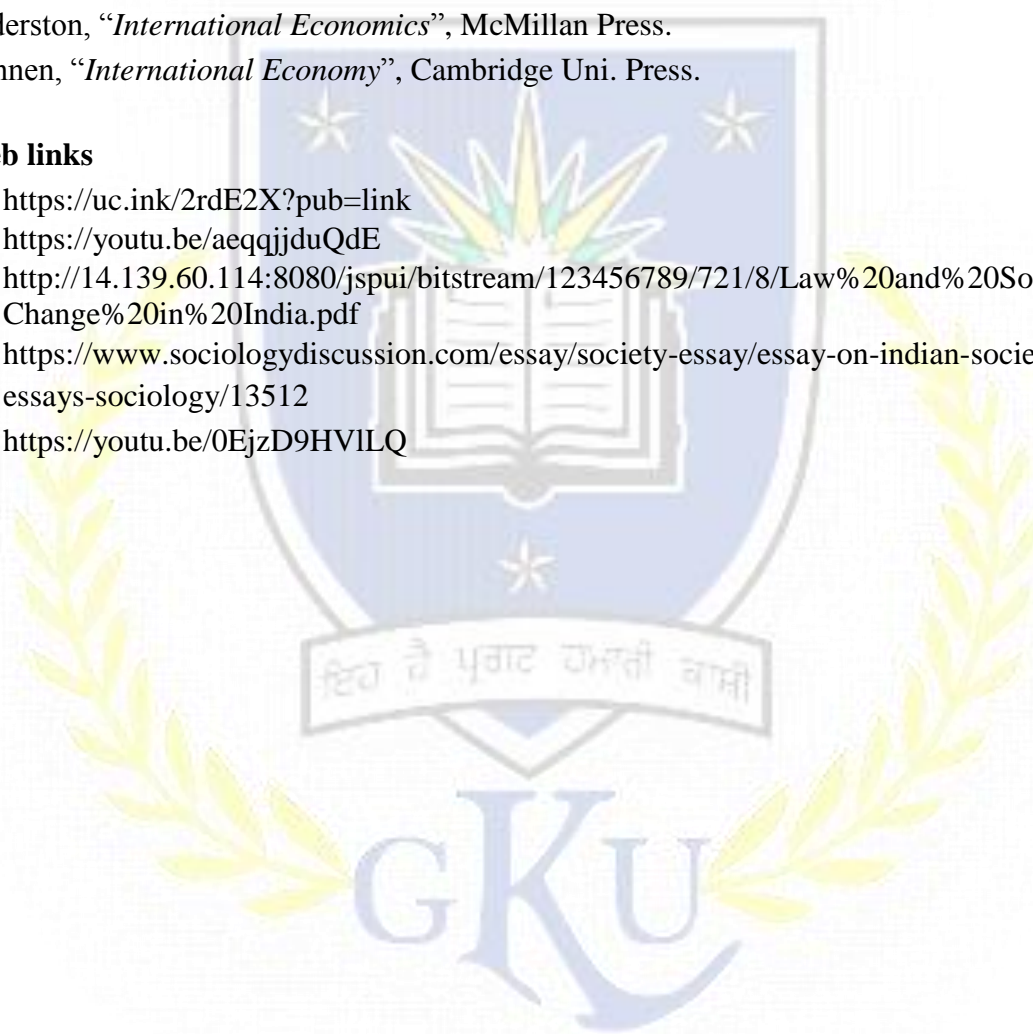 derston, “International Economics”, McMillan Press.
nnen, “International Economy”, Cambridge Uni. Press.
eb links
https://uc.ink/2rdE2X?pub=link
https://youtu.be/aeqqjjduQdE
http://14.139.60.114:8080/jspui/bitstream/123456789/721/8/Law%20and%20So
Change%20in%20India.pdf
https://www.sociologydiscussion.com/essay/society-essay/essay-on-indian-socie
essays-sociology/13512
https://youtu.be/0EjzD9HVlLQ
ਇਹ ਹੈ ਪ੍ਰਗਟ ਹਮਾਰੀ ਕਾਸੀ
GKU